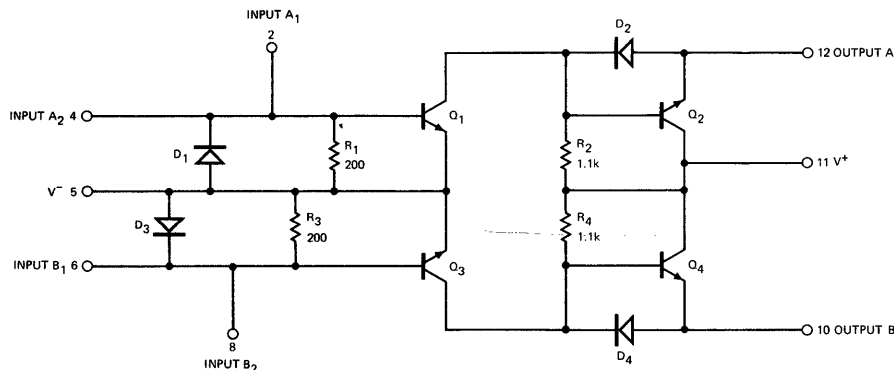 INPUT A1
2
D2
12 OUTPUT A
INPUT A2 4
Q1
Q2
D1
R1
200
R2
1.1k
11 V+
V- 5
D3
R3
200
R4
1.1k
INPUT B1 6
Q3
Q4
10 OUTPUT B
8
D4
INPUT B2